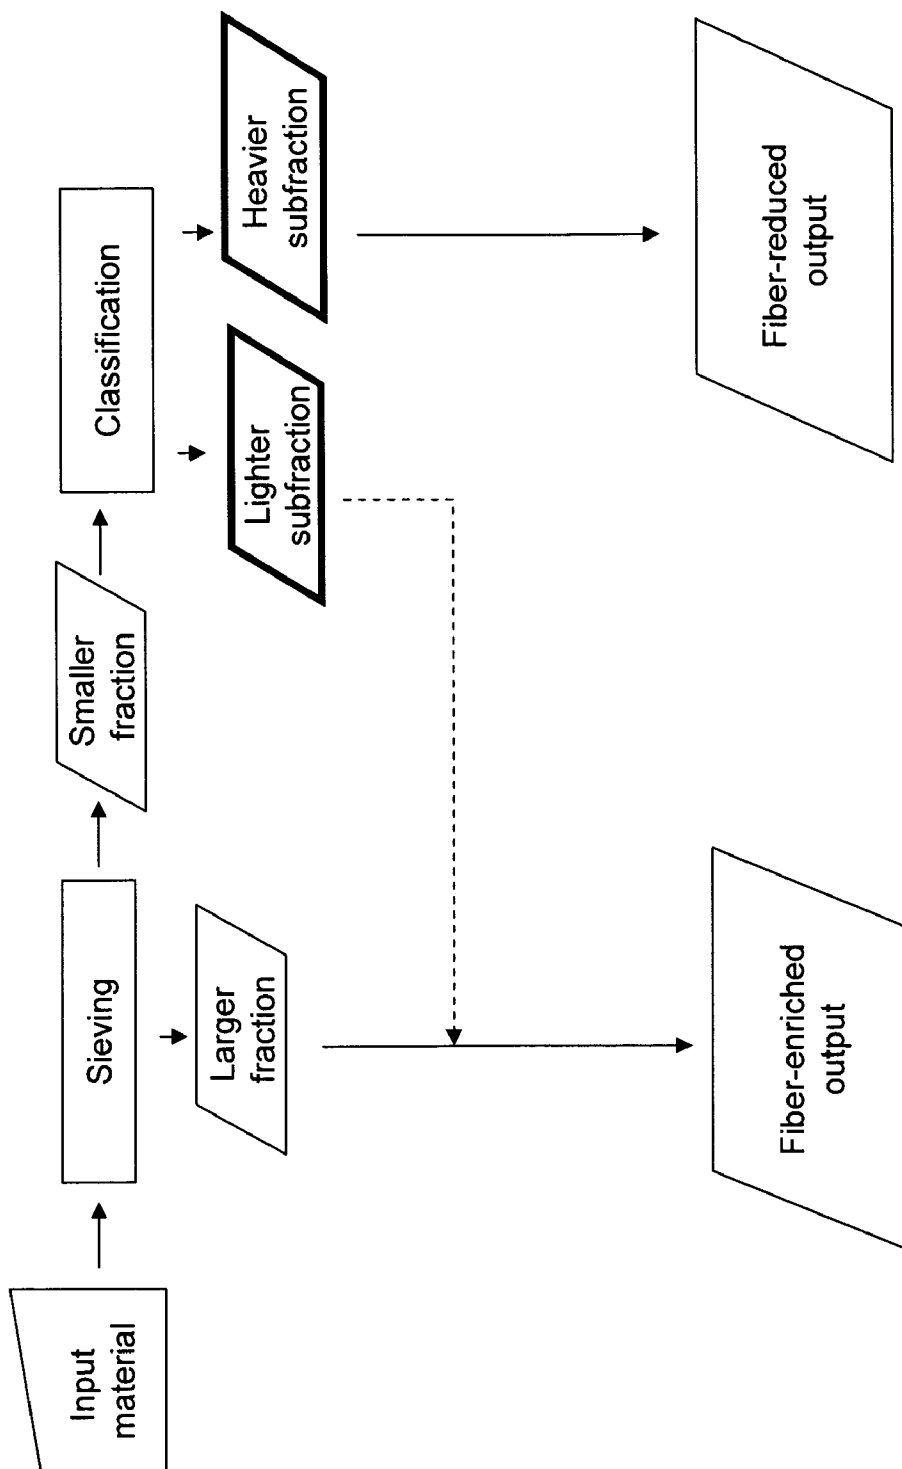 Input
material
Sieving
Smaller
fraction
Classification
Larger
fraction
Lighter
subfraction
Heavier
subfraction
Fiber-enriched
output
Fiber-reduced
output